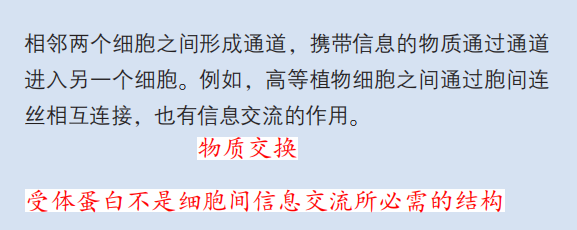 相邻两个细胞之间形成通道，携带信息的物质通过通道
进入另一个细胞。例如，高等植物细胞之间通过胞间连
丝相互连接，也有信息交流的作用。
物质交换
受体蛋白不是细胞间信息交流所必需的结构